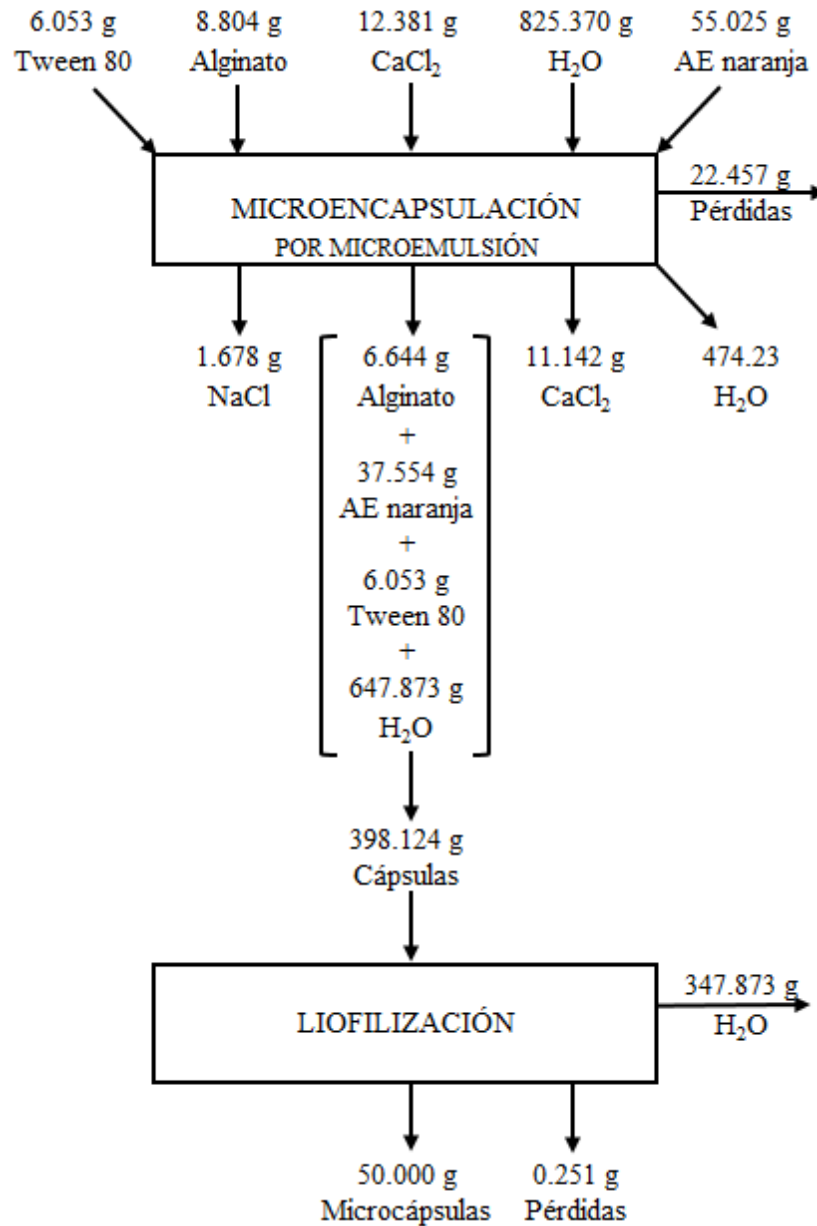 6.053 g
Tween 80
8.804 g
Alginato
12.381 g
CaCl₂
825.370 g
H₂O
55.025 g
AE naranja
MICROENCAPSULACIÓN
POR MICROEMULSIÓN
22.457 g
Pérdidas
1.678 g
NaCl
6.644 g
Alginato
+
37.554 g
AE naranja
+
6.053 g
Tween 80
+
647.873 g
H₂O
11.142 g
CaCl₂
474.23
H₂O
398.124 g
Cápsulas
LIOFILIZACIÓN
347.873 g
H₂O
50.000 g
Microcápsulas
0.251 g
Pérdidas